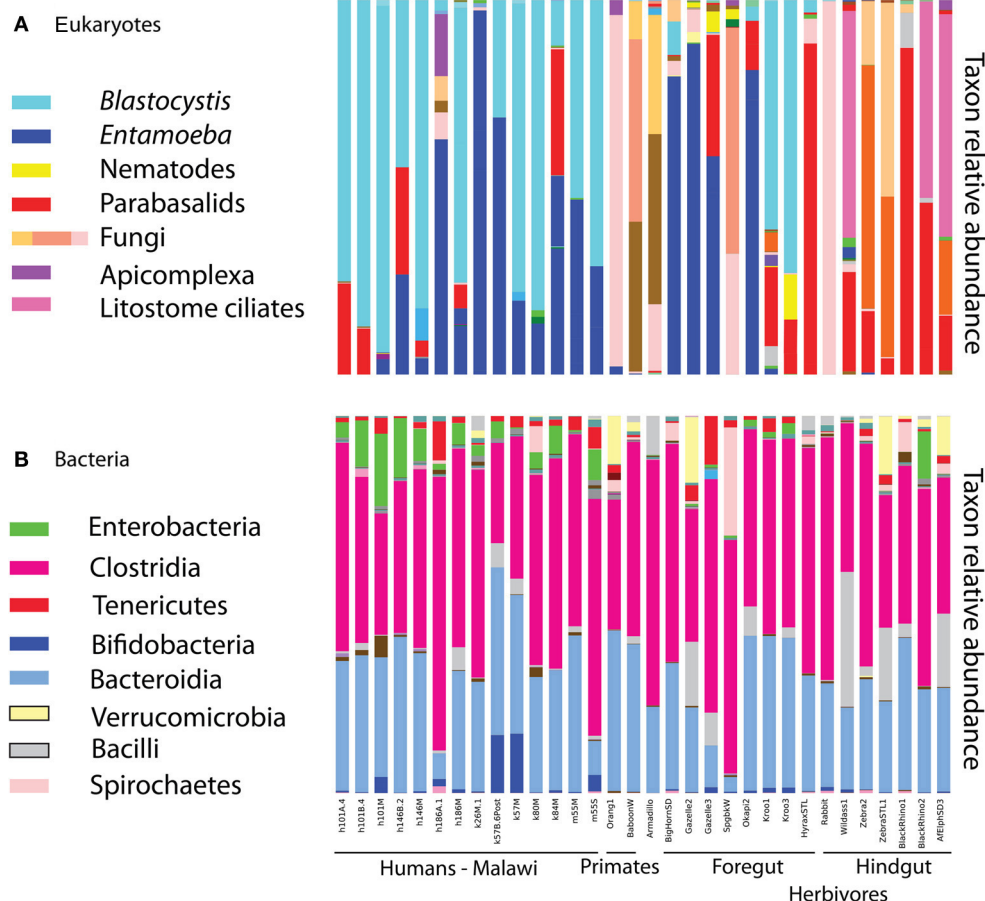 A Eukaryotes
Blastocystis
Entamoeba
Nematodes
Parabasalids
Fungi
Apicomplexa
Litostome ciliates
Taxon relative abundance
B Bacteria
Enterobacteria
Clostridia
Tenericutes
Bifidobacteria
Bacteroidia
Verrucomicrobia
Bacilli
Spirochaetes
Taxon relative abundance
h101A.4
h101B.4
h101M
h146B.2
h146M
h186A.1
h186M
k26M.1
k57B.6Post
k57M
k80M
k84M
m55M
m55S
Orang1
BaboonW
Armadillo
BigHornSD
Gazelle2
Gazelle3
SpgbkW
Okapi2
Kroo1
Kroo3
HyraxSTL
Rabbit
Wildass1
Zebra2
ZebraSTL1
BlackRhino1
BlackRhino2
AfElphSD3
Humans - Malawi Primates Foregut Hindgut
Herbivores